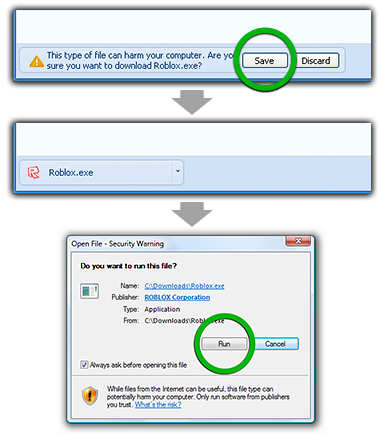 This type of file can harm your computer. Are you
sure you want to download Roblox.exe?
Save
Discard
Roblox.exe
Open File - Security Warning
Do you want to run this file?
Name: C:\Downloads\Roblox.exe
Publisher: ROBLOX Corporation
Type: Application
From: C:\Downloads\Roblox.exe
Run
Cancel
Always ask before opening this file
While files from the Internet can be useful, this file type can
potentially harm your computer. Only run software from publishers
you trust. What's the risk?